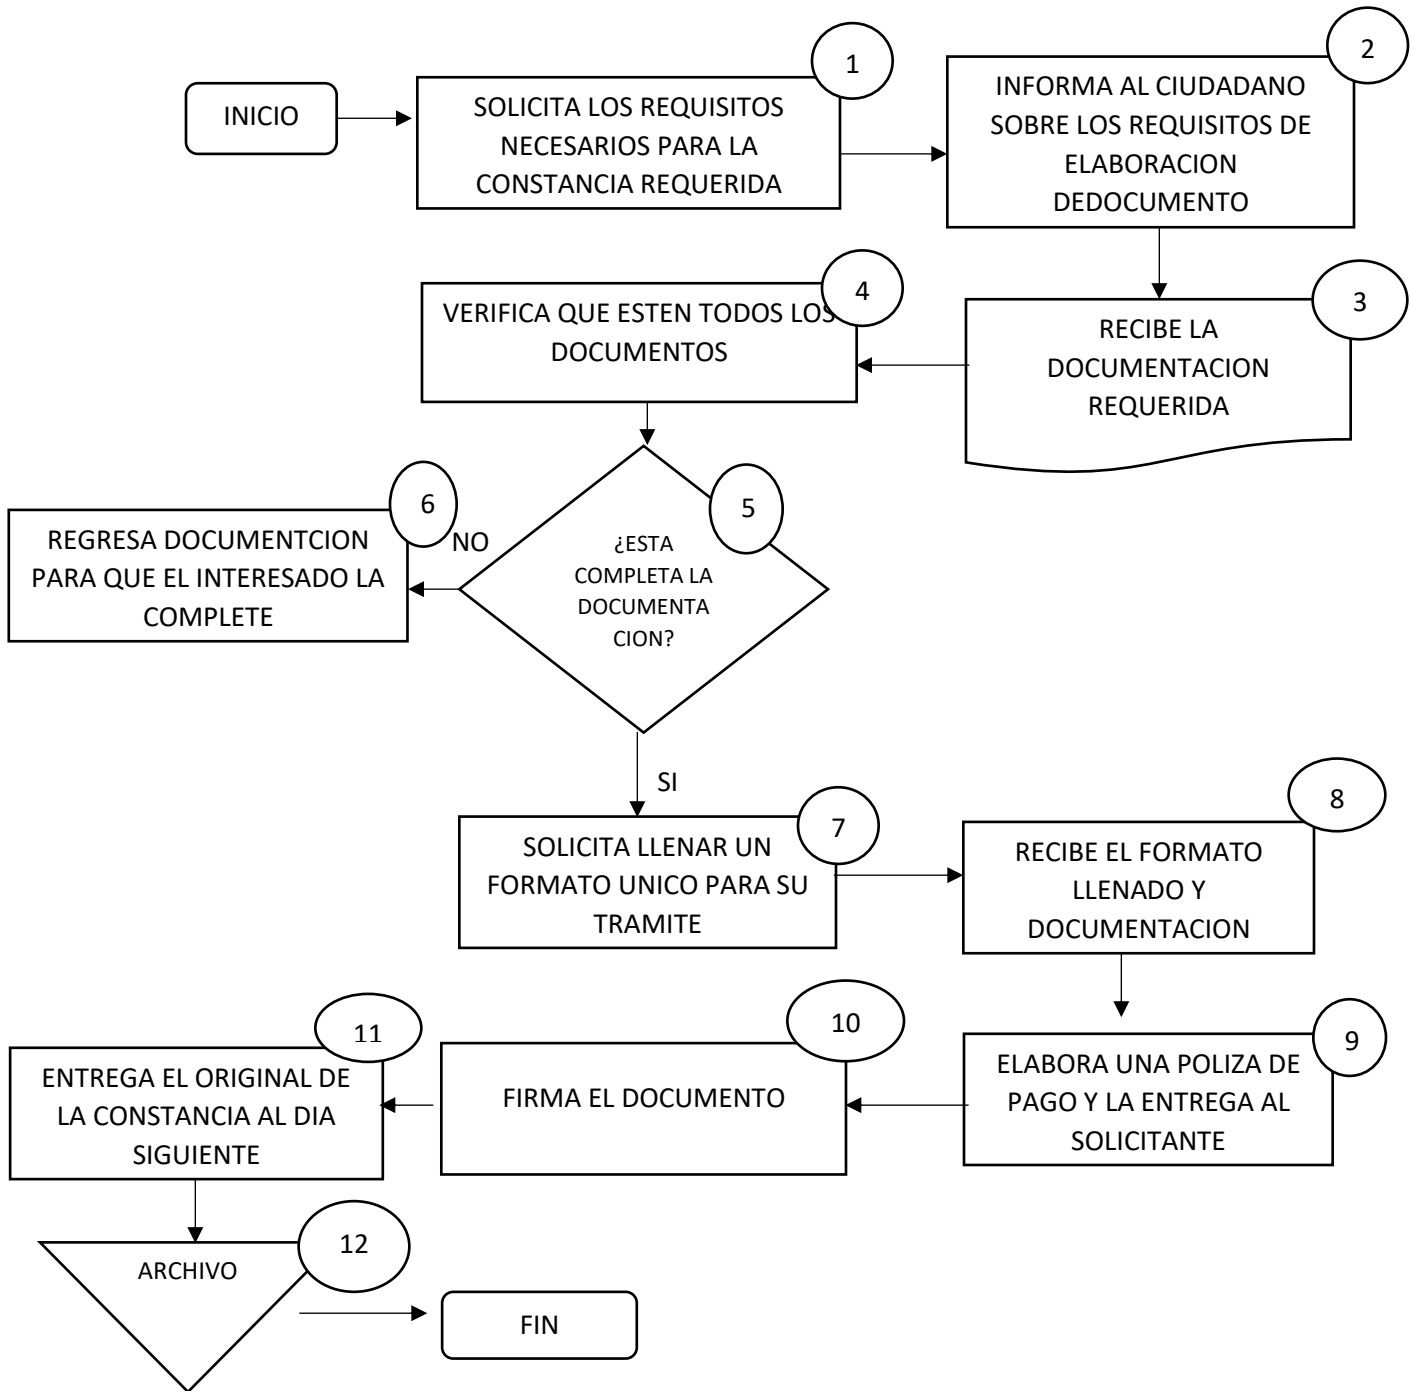 INICIO
1
SOLICITA LOS REQUISITOS
NECESARIOS PARA LA
CONSTANCIA REQUERIDA
2
INFORMA AL CIUDADANO
SOBRE LOS REQUISITOS DE
ELABORACION
DEDOCUMENTO
3
RECIBE LA
DOCUMENTACION
REQUERIDA
4
VERIFICA QUE ESTEN TODOS LOS
DOCUMENTOS
5
¿ESTA
COMPLETA LA
DOCUMENTA
CION?
NO
6
REGRESA DOCUMENTCION
PARA QUE EL INTERESADO LA
COMPLETE
SI
7
SOLICITA LLENAR UN
FORMATO UNICO PARA SU
TRAMITE
8
RECIBE EL FORMATO
LLENADO Y
DOCUMENTACION
9
ELABORA UNA POLIZA DE
PAGO Y LA ENTREGA AL
SOLICITANTE
10
FIRMA EL DOCUMENTO
11
ENTREGA EL ORIGINAL DE
LA CONSTANCIA AL DIA
SIGUIENTE
12
ARCHIVO
FIN